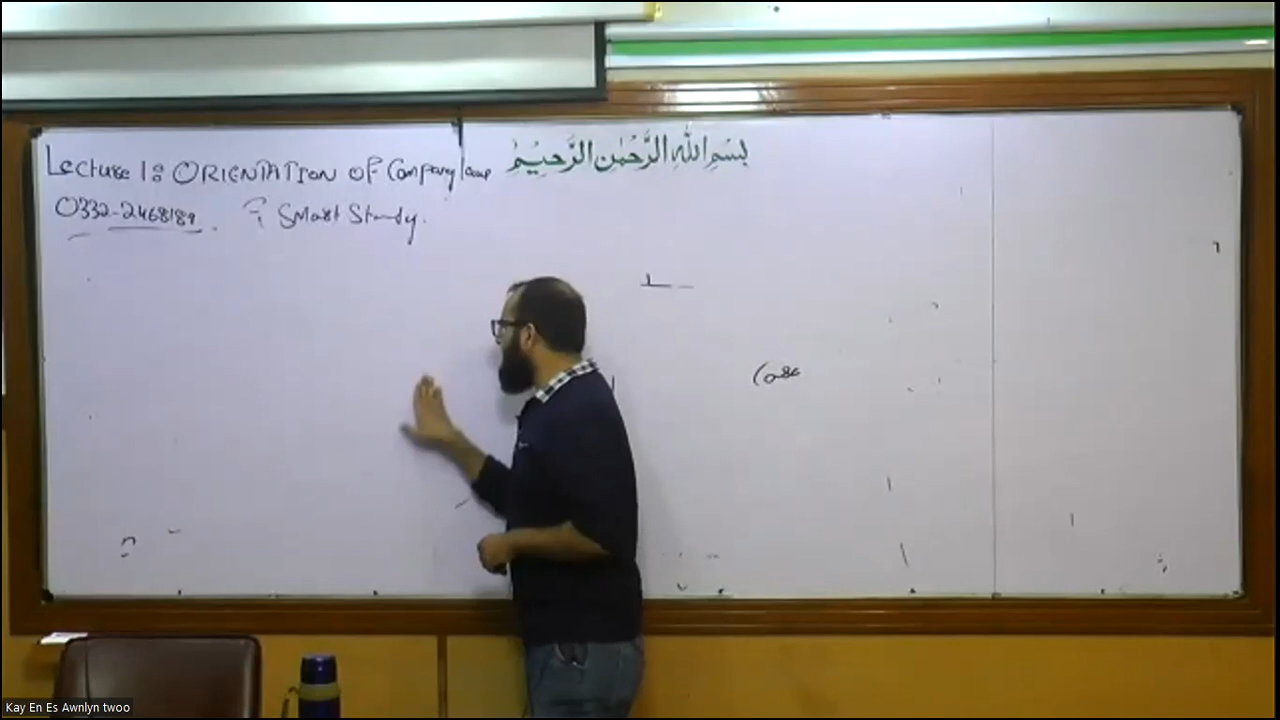 Lecture 1: ORIENTATION OF Company law
بِسْمِ اللهِ الرَّحْمٰنِ الرَّحِيْمِ
0332-2468189
Smart Study.
Kay En Es Awnlyn twoo